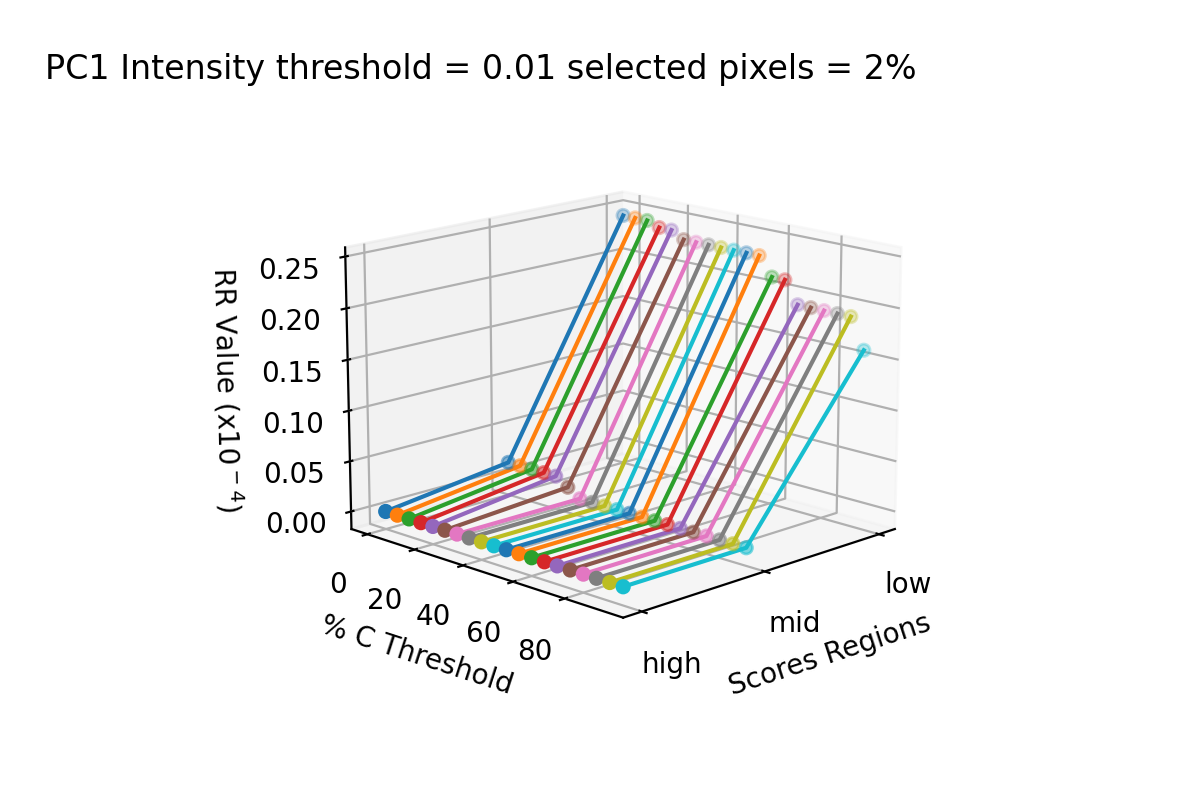 PC1 Intensity threshold = 0.01 selected pixels = 2%
0.25
0.20
0.15
0.10
0.05
0.00
RR Value (x10⁻⁴)
0
20
40
60
80
% C Threshold
high
mid
low
Scores Regions